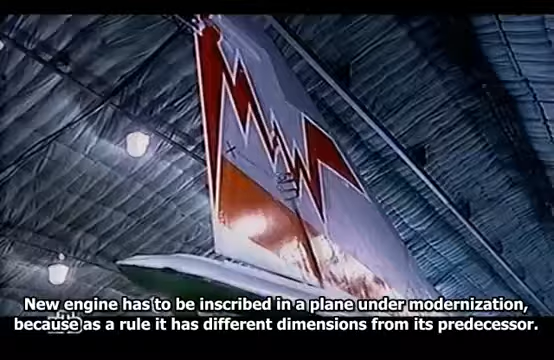 New engine has to be inscribed in a plane under modernization,
because as a rule it has different dimensions from its predecessor.